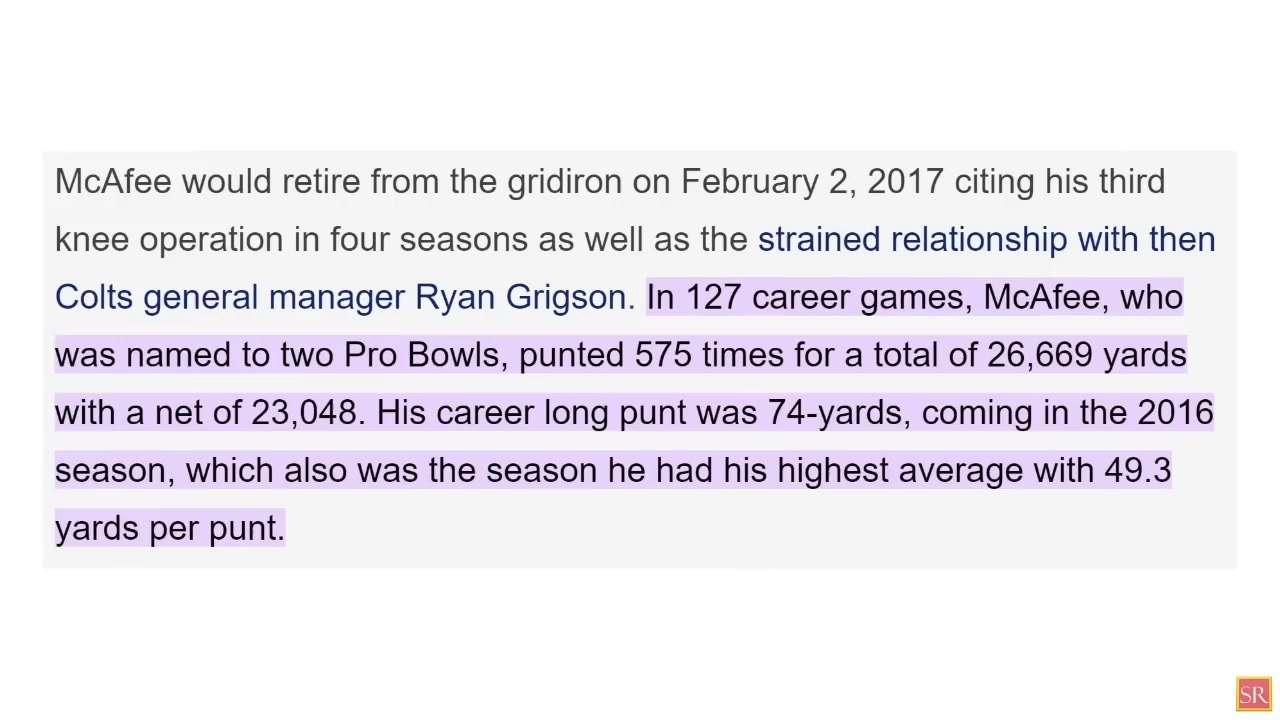 McAfee would retire from the gridiron on February 2, 2017 citing his third
knee operation in four seasons as well as the strained relationship with then
Colts general manager Ryan Grigson. In 127 career games, McAfee, who
was named to two Pro Bowls, punted 575 times for a total of 26,669 yards
with a net of 23,048. His career long punt was 74-yards, coming in the 2016
season, which also was the season he had his highest average with 49.3
yards per punt.
SR